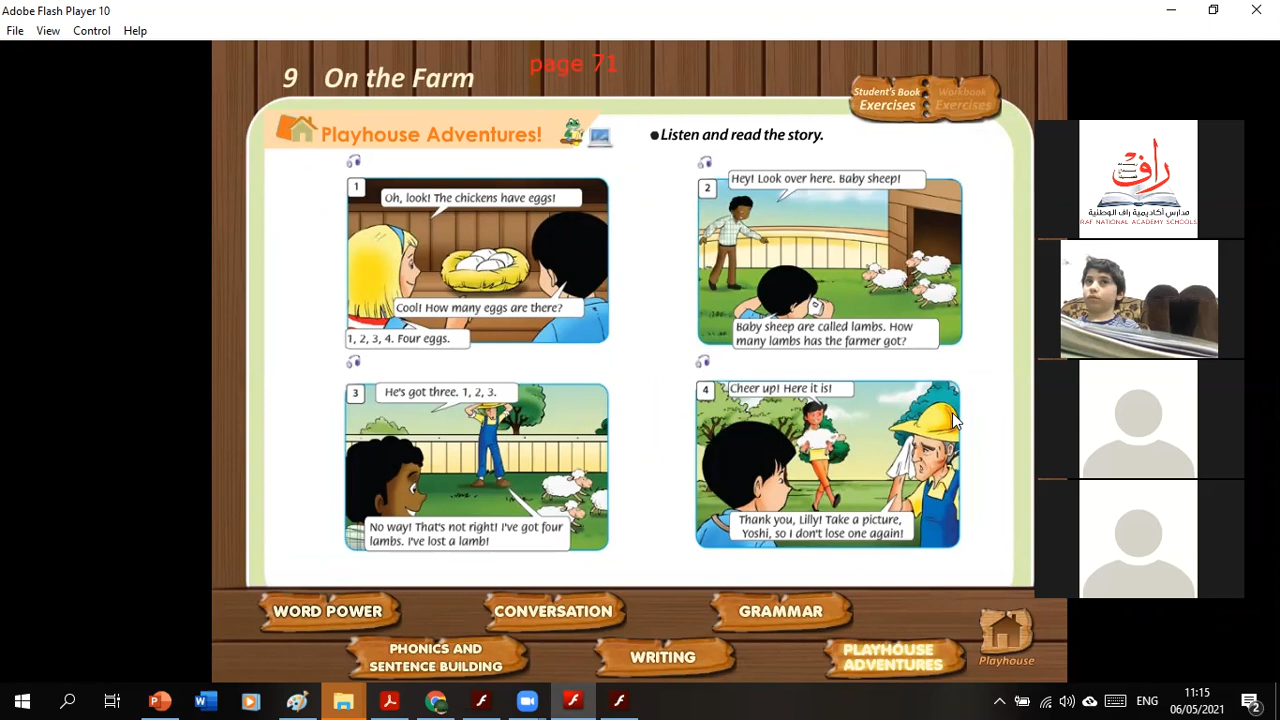 Adobe Flash Player 10
File View Control Help
9 On the Farm
page 71
Student's Book
Exercises
Workbook
Exercises
Playhouse Adventures!
●Listen and read the story.
1
Oh, look! The chickens have eggs!
Cool! How many eggs are there?
1, 2, 3, 4. Four eggs.
2
Hey! Look over here. Baby sheep!
Baby sheep are called lambs. How
many lambs has the farmer got?
3
He's got three. 1, 2, 3.
No way! That's not right! I've got four
lambs. I've lost a lamb!
4
Cheer up! Here it is!
Thank you, Lilly! Take a picture,
Yoshi, so I don't lose one again!
راف
مدارس أكاديمية راف الوطنية
RAF NATIONAL ACADEMY SCHOOLS
WORD POWER
CONVERSATION
GRAMMAR
PHONICS AND
SENTENCE BUILDING
WRITING
PLAYHOUSE
ADVENTURES
Playhouse
ENG
11:15
06/05/2021
2